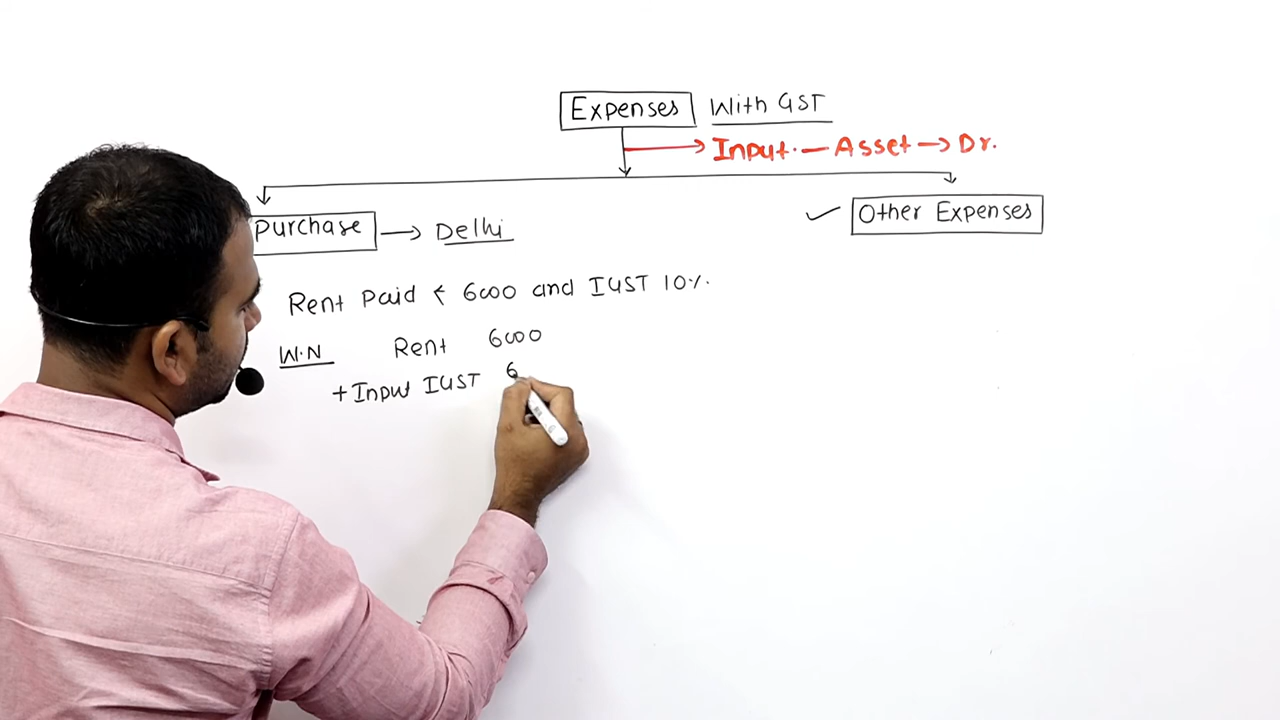 Expenses With GST
Input - Asset → Dr.
Purchase → Delhi
✓ Other Expenses
Rent Paid ₹ 6000 and IGST 10%.
W.N Rent 6000
+ Input IGST 6